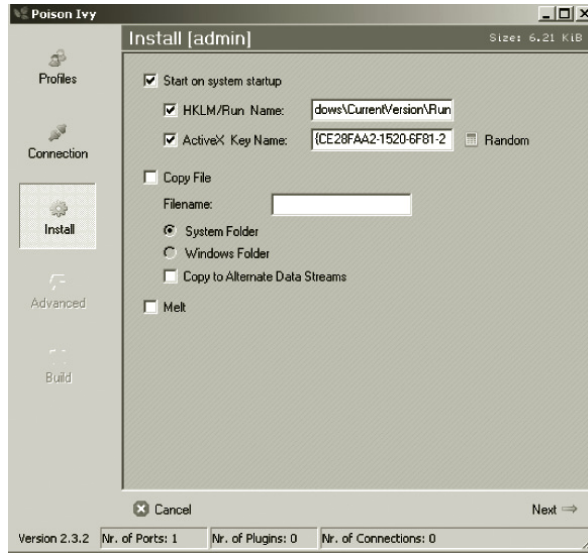 Poison Ivy
Install [admin]
Size: 6.21 KiB
Profiles
Connection
Install
Advanced
Build
Start on system startup
HKLM/Run Name: dows\CurrentVersion\Run
ActiveX Key Name: {CE28FAA2-1520-6F81-2 Random
Copy File
Filename:
System Folder
Windows Folder
Copy to Alternate Data Streams
Melt
Cancel
Next
Version 2.3.2 Nr. of Ports: 1 Nr. of Plugins: 0 Nr. of Connections: 0